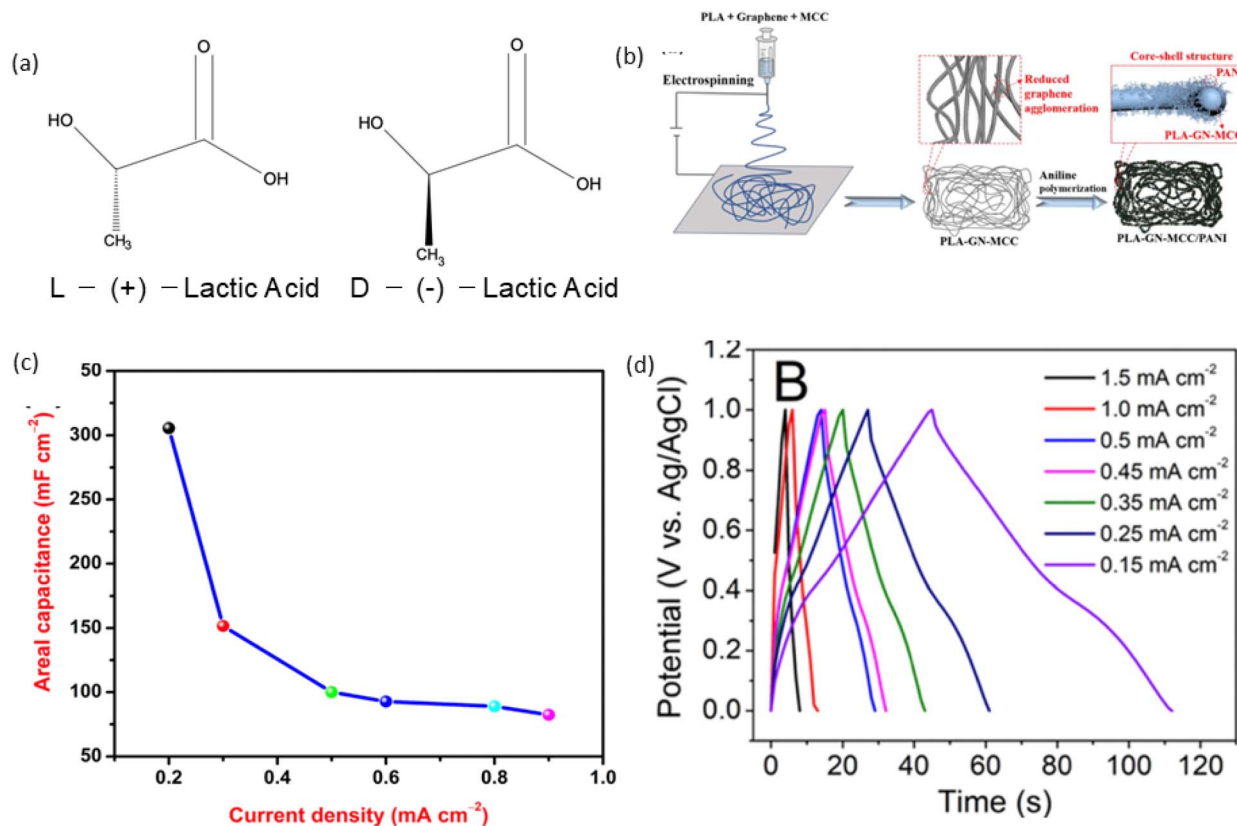 (a)
O
HO
OH
CH3
O
HO
OH
CH3
L – (+) – Lactic Acid D – (-) – Lactic Acid
(b)
PLA + Graphene + MCC
Electrospinning
Reduced
graphene
agglomeration
PLA-GN-MCC
Aniline
polymerization
Core-shell structure
PAN
PLA-GN-MCC
PLA-GN-MCC/PANI
(c)
Areal capacitance (mF cm⁻²)
50
300
250
200
150
100
50
0.2 0.4 0.6 0.8 1.0
Current density (mA cm⁻²)
(d)
B
Potential (V vs. Ag/AgCl)
1.2
1.0
0.8
0.6
0.4
0.2
0.0
1.5 mA cm⁻²
1.0 mA cm⁻²
0.5 mA cm⁻²
0.45 mA cm⁻²
0.35 mA cm⁻²
0.25 mA cm⁻²
0.15 mA cm⁻²
0 20 40 60 80 100 120
Time (s)